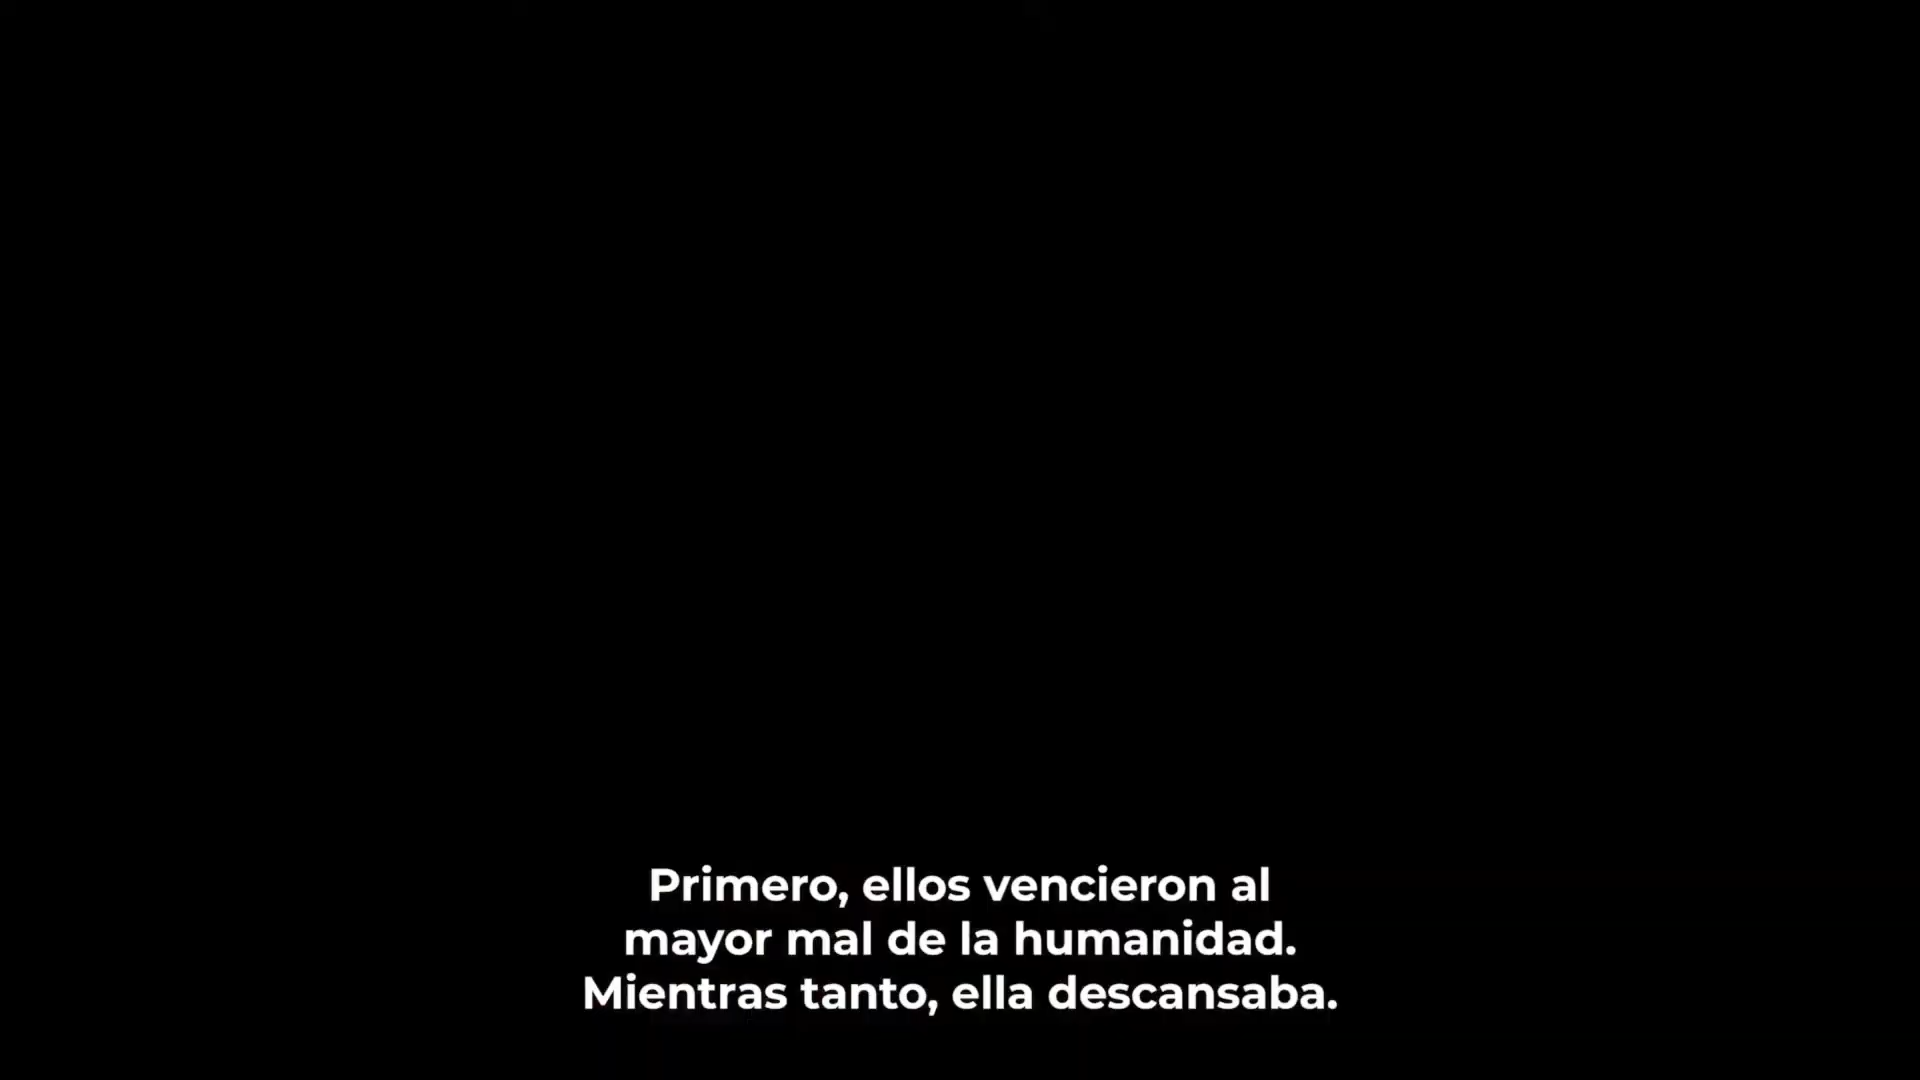 Primero, ellos vencieron al
mayor mal de la humanidad.
Mientras tanto, ella descansaba.